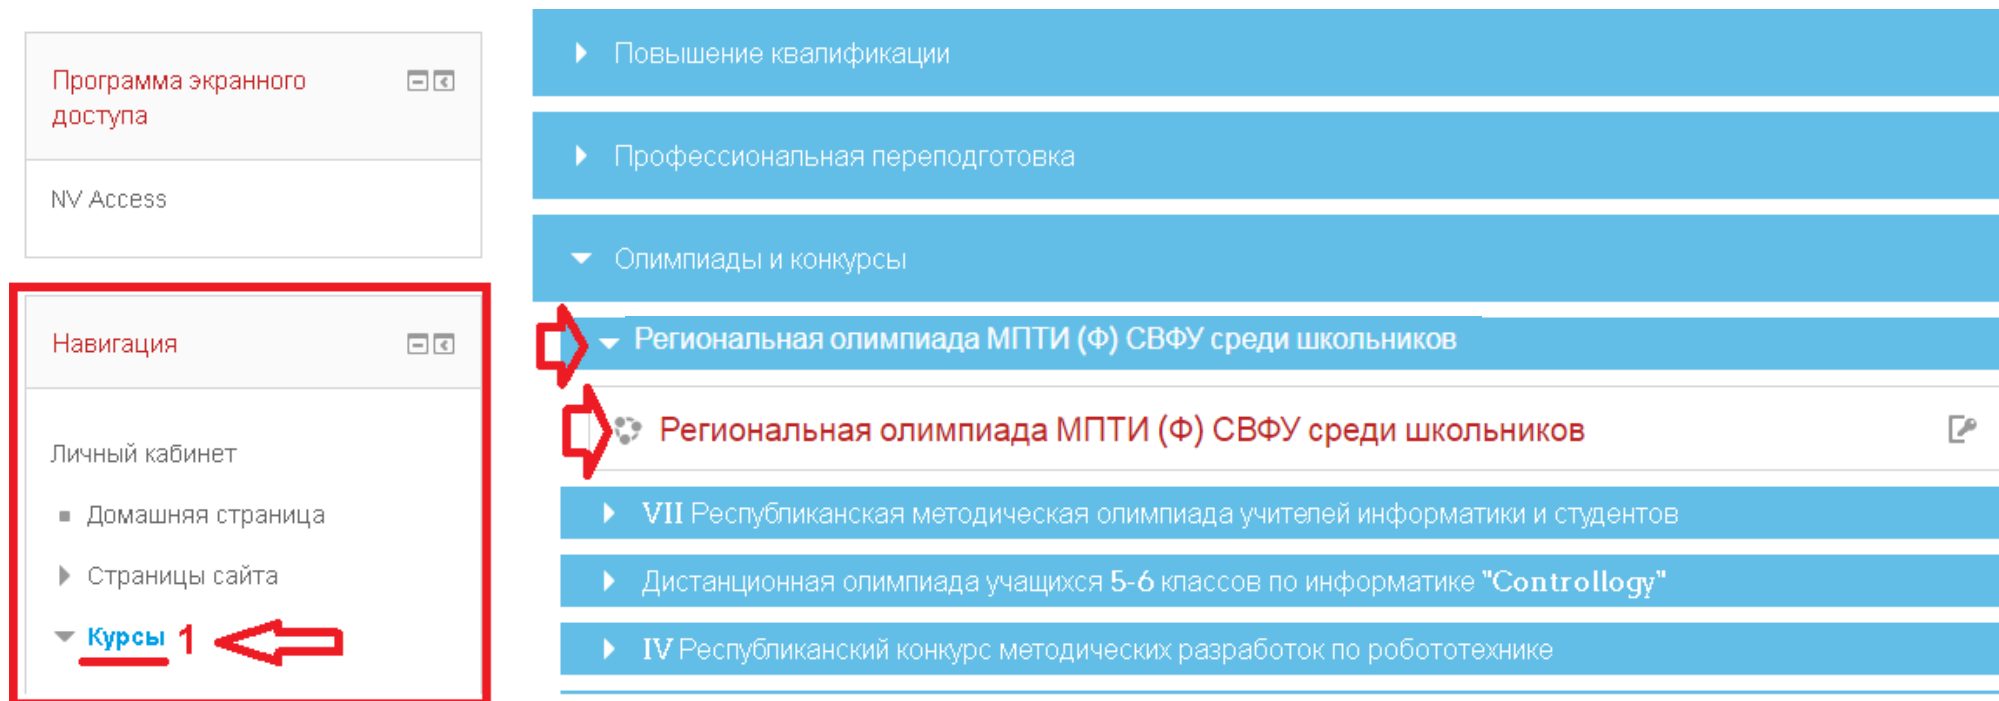 Программа экранного
доступа
NV Access
Навигация
Личный кабинет
Домашняя страница
Страницы сайта
Курсы 1
Повышение квалификации
Профессиональная переподготовка
Олимпиады и конкурсы
Региональная олимпиада МПТИ (Ф) СВФУ среди школьников
Региональная олимпиада МПТИ (Ф) СВФУ среди школьников
VII Республиканская методическая олимпиада учителей информатики и студентов
Дистанционная олимпиада учащихся 5-6 классов по информатике "Controllogy"
IV Республиканский конкурс методических разработок по робототехнике